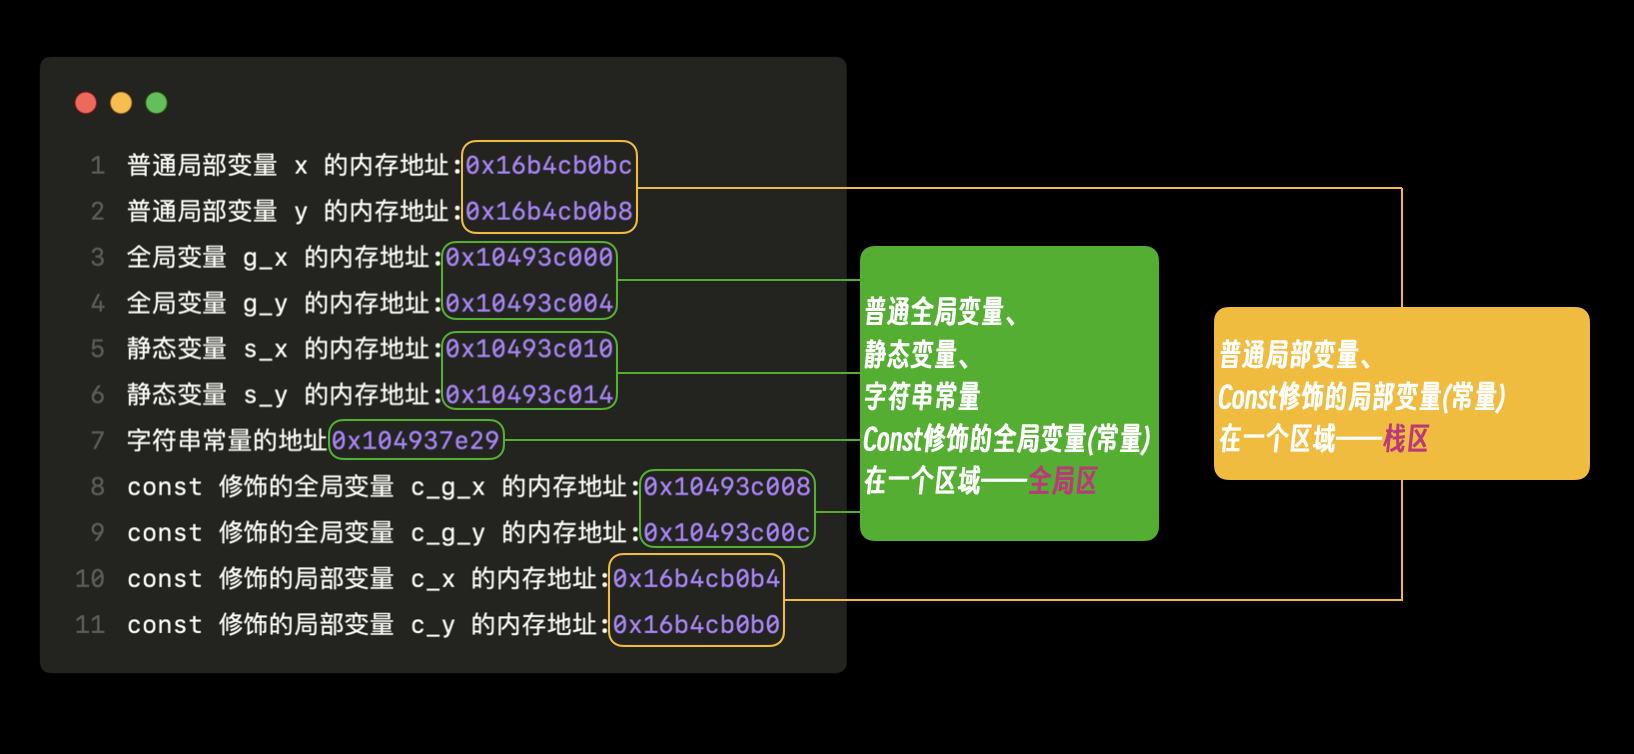 1 普通局部变量 x 的内存地址:0x16b4cb0bc
2 普通局部变量 y 的内存地址:0x16b4cb0b8
3 全局变量 g_x 的内存地址:0x10493c000
4 全局变量 g_y 的内存地址:0x10493c004
5 静态变量 s_x 的内存地址:0x10493c010
6 静态变量 s_y 的内存地址:0x10493c014
7 字符串常量的地址0x104937e29
8 const 修饰的全局变量 c_g_x 的内存地址:0x10493c008
9 const 修饰的全局变量 c_g_y 的内存地址:0x10493c00c
10 const 修饰的局部变量 c_x 的内存地址:0x16b4cb0b4
11 const 修饰的局部变量 c_y 的内存地址:0x16b4cb0b0
普通全局变量、
静态变量、
字符串常量
Const修饰的全局变量(常量)
在一个区域——全局区
普通局部变量、
Const修饰的局部变量(常量)
在一个区域——栈区